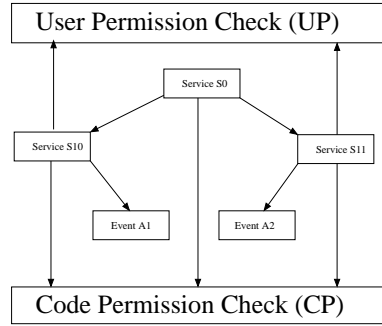 User Permission Check (UP)
Service S0
Service S10
Service S11
Event A1
Event A2
Code Permission Check (CP)